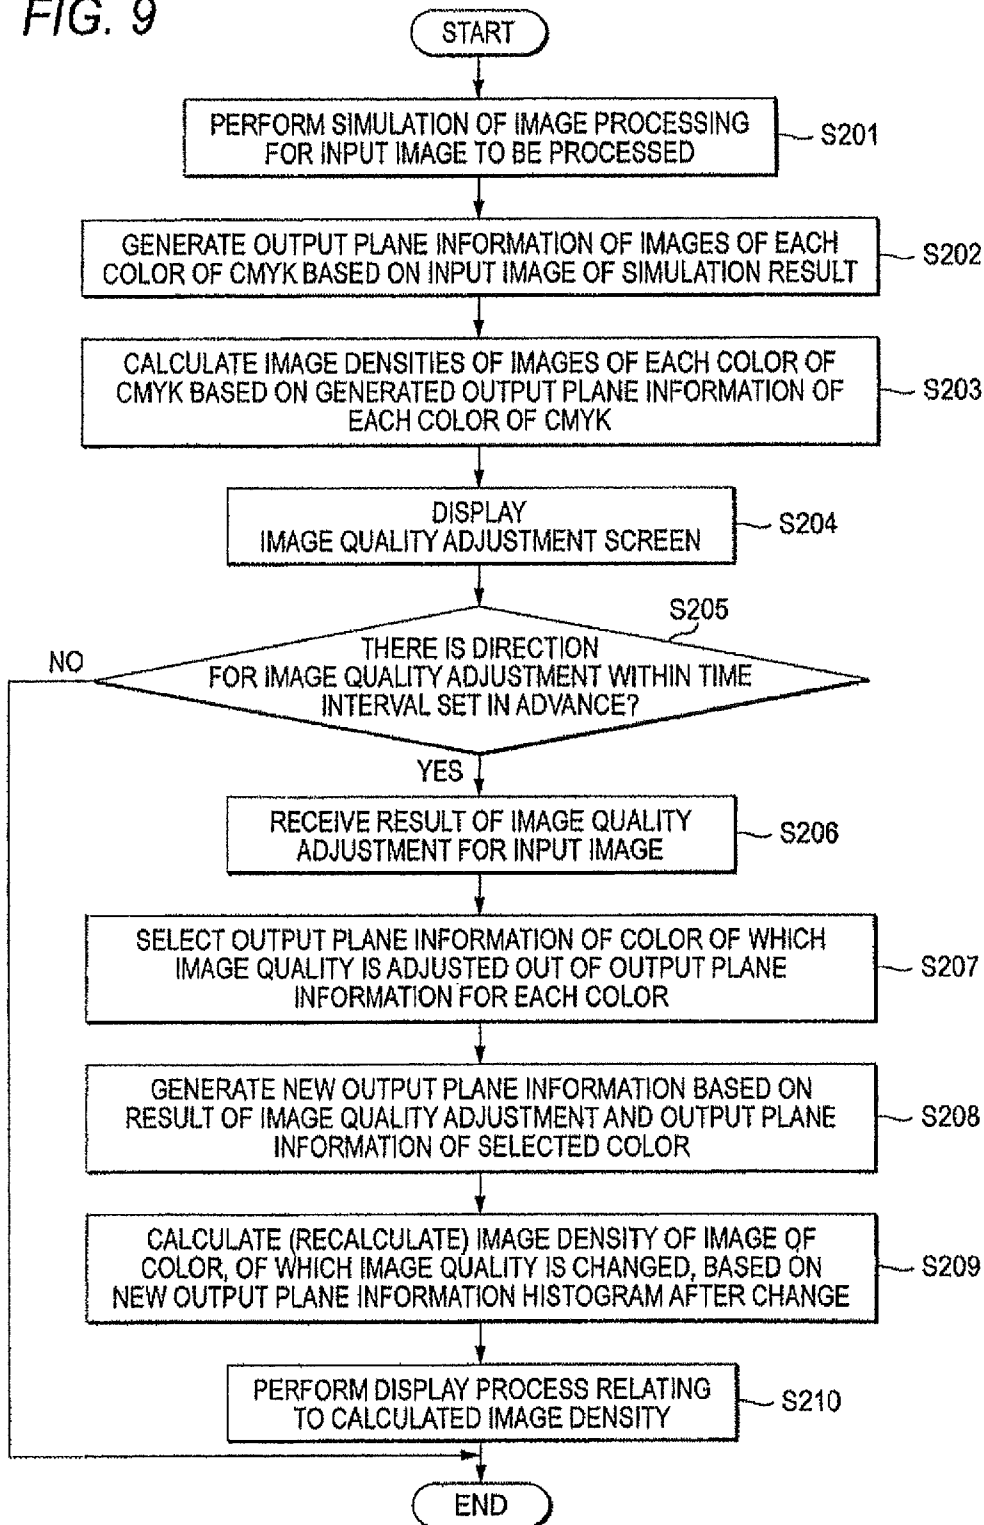 FIG. 9
START
PERFORM SIMULATION OF IMAGE PROCESSING
FOR INPUT IMAGE TO BE PROCESSED
S201
GENERATE OUTPUT PLANE INFORMATION OF IMAGES OF EACH
COLOR OF CMYK BASED ON INPUT IMAGE OF SIMULATION RESULT
S202
CALCULATE IMAGE DENSITIES OF IMAGES OF EACH COLOR OF
CMYK BASED ON GENERATED OUTPUT PLANE INFORMATION OF
EACH COLOR OF CMYK
S203
DISPLAY
IMAGE QUALITY ADJUSTMENT SCREEN
S204
S205
THERE IS DIRECTION
FOR IMAGE QUALITY ADJUSTMENT WITHIN TIME
INTERVAL SET IN ADVANCE?
NO
YES
RECEIVE RESULT OF IMAGE QUALITY
ADJUSTMENT FOR INPUT IMAGE
S206
SELECT OUTPUT PLANE INFORMATION OF COLOR OF WHICH
IMAGE QUALITY IS ADJUSTED OUT OF OUTPUT PLANE
INFORMATION FOR EACH COLOR
S207
GENERATE NEW OUTPUT PLANE INFORMATION BASED ON
RESULT OF IMAGE QUALITY ADJUSTMENT AND OUTPUT PLANE
INFORMATION OF SELECTED COLOR
S208
CALCULATE (RECALCULATE) IMAGE DENSITY OF IMAGE OF
COLOR, OF WHICH IMAGE QUALITY IS CHANGED, BASED ON
NEW OUTPUT PLANE INFORMATION HISTOGRAM AFTER CHANGE
S209
PERFORM DISPLAY PROCESS RELATING
TO CALCULATED IMAGE DENSITY
S210
END